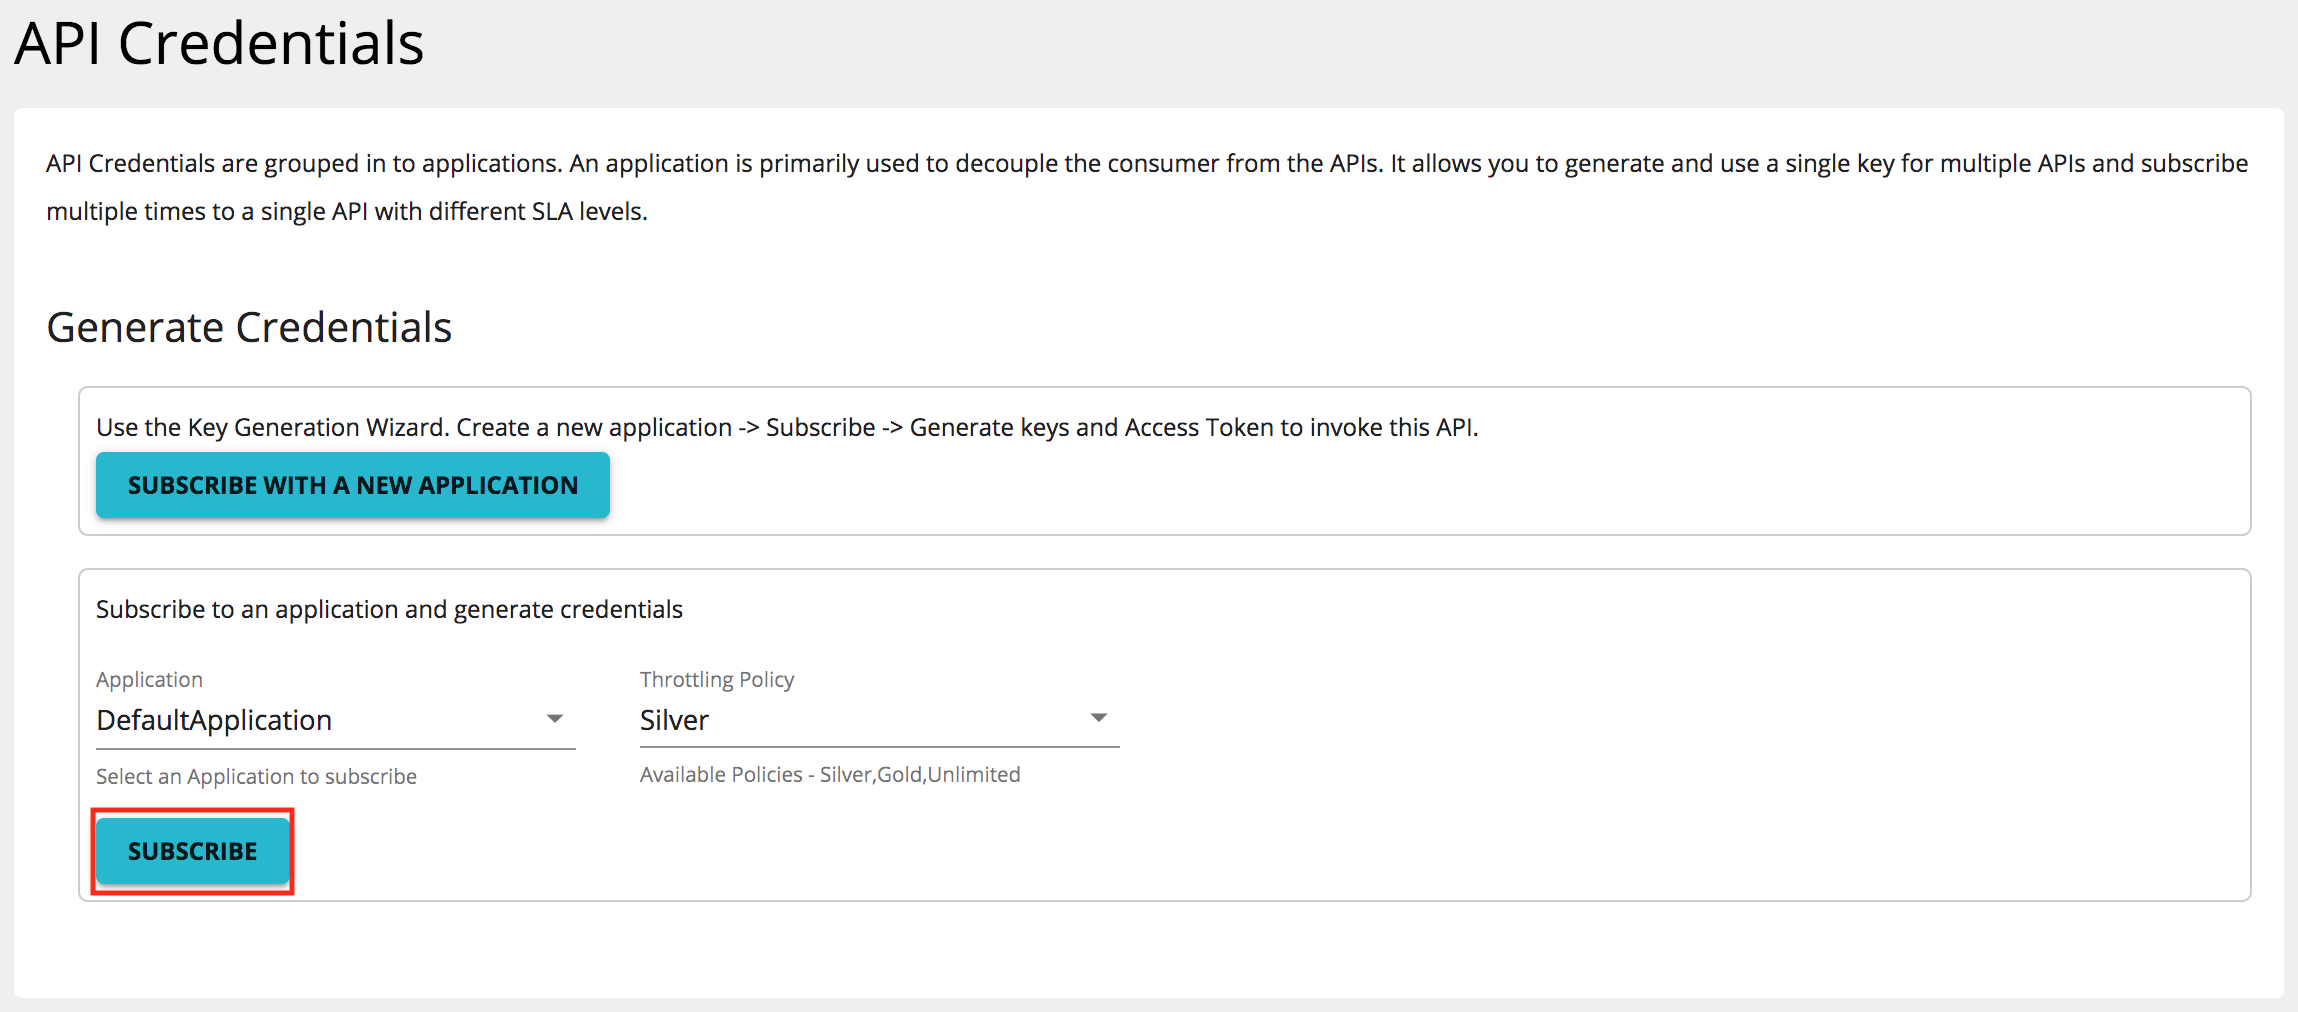 API Credentials
API Credentials are grouped in to applications. An application is primarily used to decouple the consumer from the APIs. It allows you to generate and use a single key for multiple APIs and subscribe
multiple times to a single API with different SLA levels.
Generate Credentials
Use the Key Generation Wizard. Create a new application -> Subscribe -> Generate keys and Access Token to invoke this API.
SUBSCRIBE WITH A NEW APPLICATION
Subscribe to an application and generate credentials
Application
DefaultApplication
Select an Application to subscribe
Throttling Policy
Silver
Available Policies - Silver,Gold,Unlimited
SUBSCRIBE